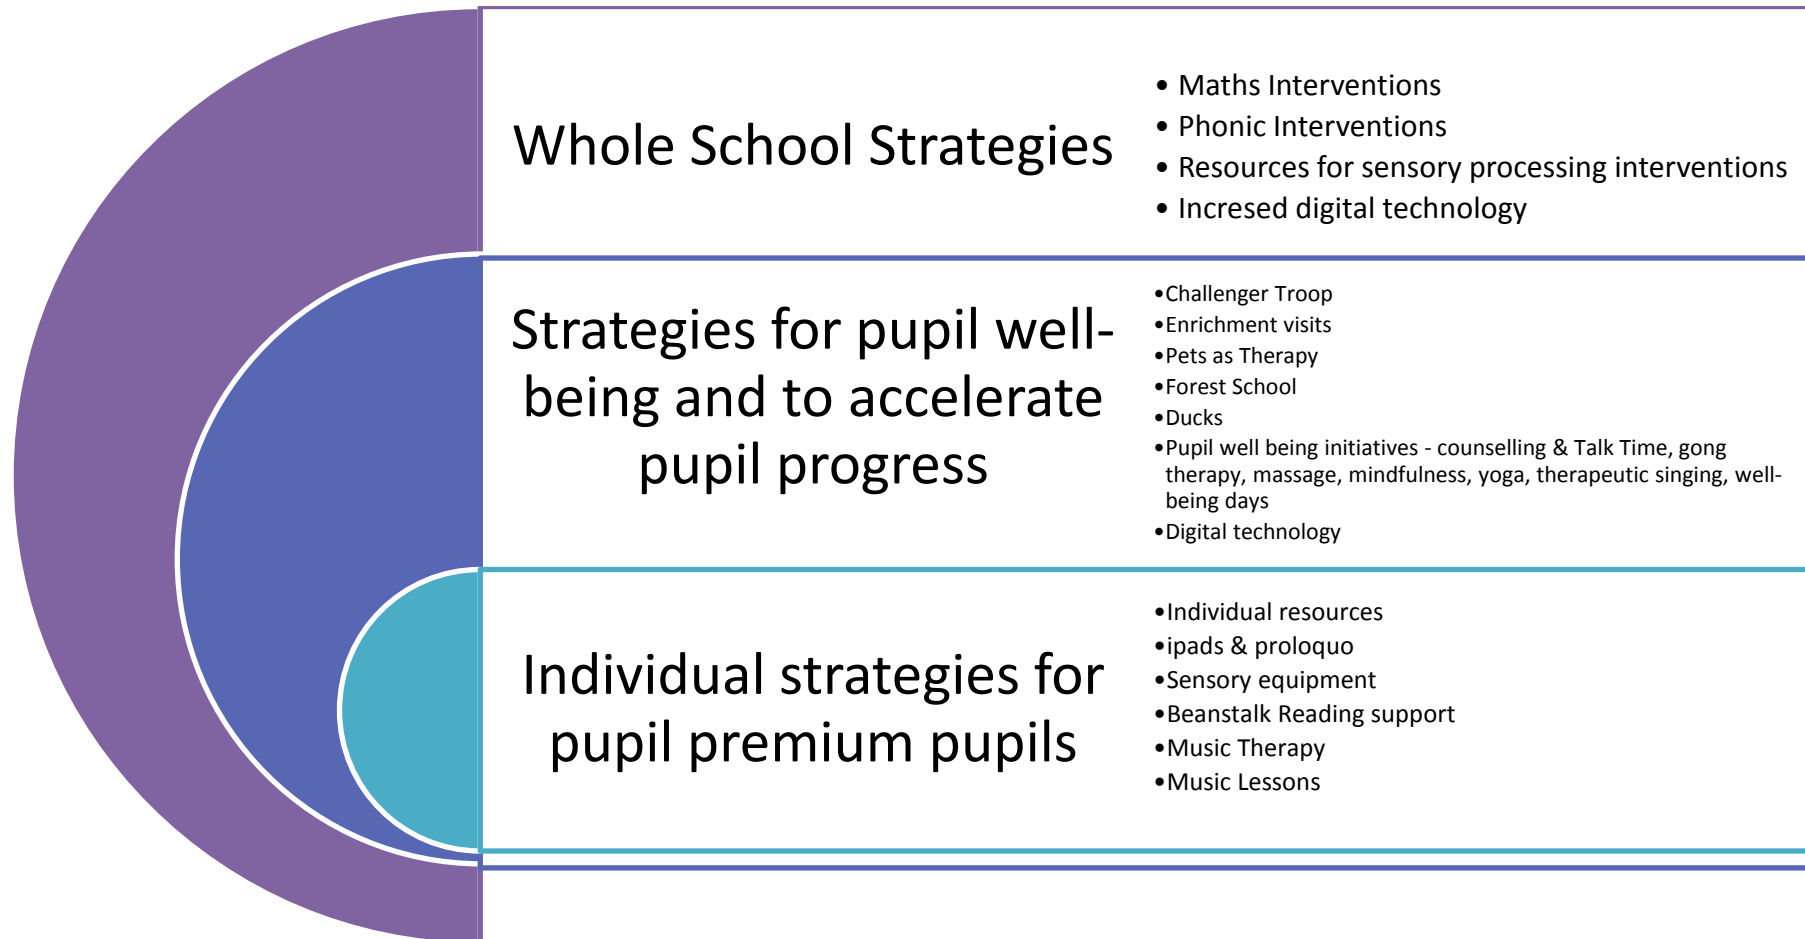 Whole School Strategies
• Maths Interventions
• Phonic Interventions
• Resources for sensory processing interventions
• Incresed digital technology
Strategies for pupil well-
being and to accelerate
pupil progress
•Challenger Troop
•Enrichment visits
•Pets as Therapy
•Forest School
•Ducks
•Pupil well being initiatives - counselling & Talk Time, gong
therapy, massage, mindfulness, yoga, therapeutic singing, well-
being days
•Digital technology
Individual strategies for
pupil premium pupils
•Individual resources
•ipads & proloquo
•Sensory equipment
•Beanstalk Reading support
•Music Therapy
•Music Lessons